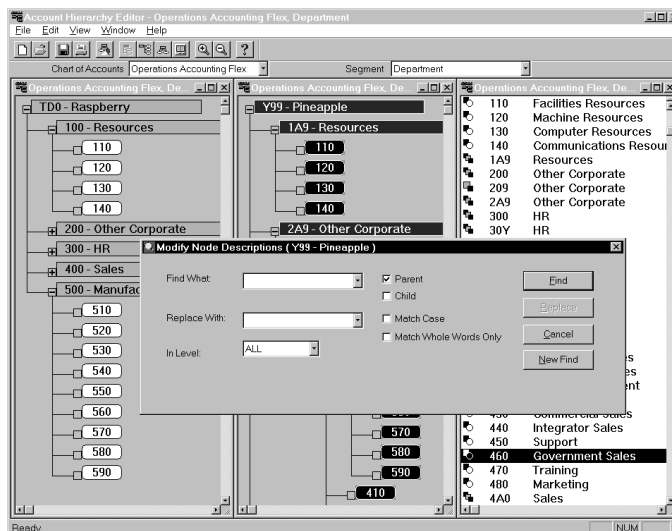 Account Hierarchy Editor - Operations Accounting Flex, Department
File Edit View Window Help
Chart of Accounts Operations Accounting Flex Segment Department
Operations Accounting Flex, De...
TD0 - Raspberry
100 - Resources
110
120
130
140
200 - Other Corporate
300 - HR
400 - Sales
500 - Manufac
510
520
530
540
550
560
570
580
590
Operations Accounting Flex, De...
Y99 - Pineapple
1A9 - Resources
110
120
130
140
2A9 - Other Corporate
570
580
590
410
Operations Accounting Flex, De...
110 Facilities Resources
120 Machine Resources
130 Computer Resources
140 Communications Resour
1A9 Resources
200 Other Corporate
209 Other Corporate
2A9 Other Corporate
300 HR
30Y HR
440 Integrator Sales
450 Support
460 Government Sales
470 Training
480 Marketing
4A0 Sales
Modify Node Descriptions ( Y99 - Pineapple )
Find What:
Parent
Find
Child
Replace
Replace With:
Match Case
Cancel
Match Whole Words Only
In Level: ALL
New Find
Ready
NUM